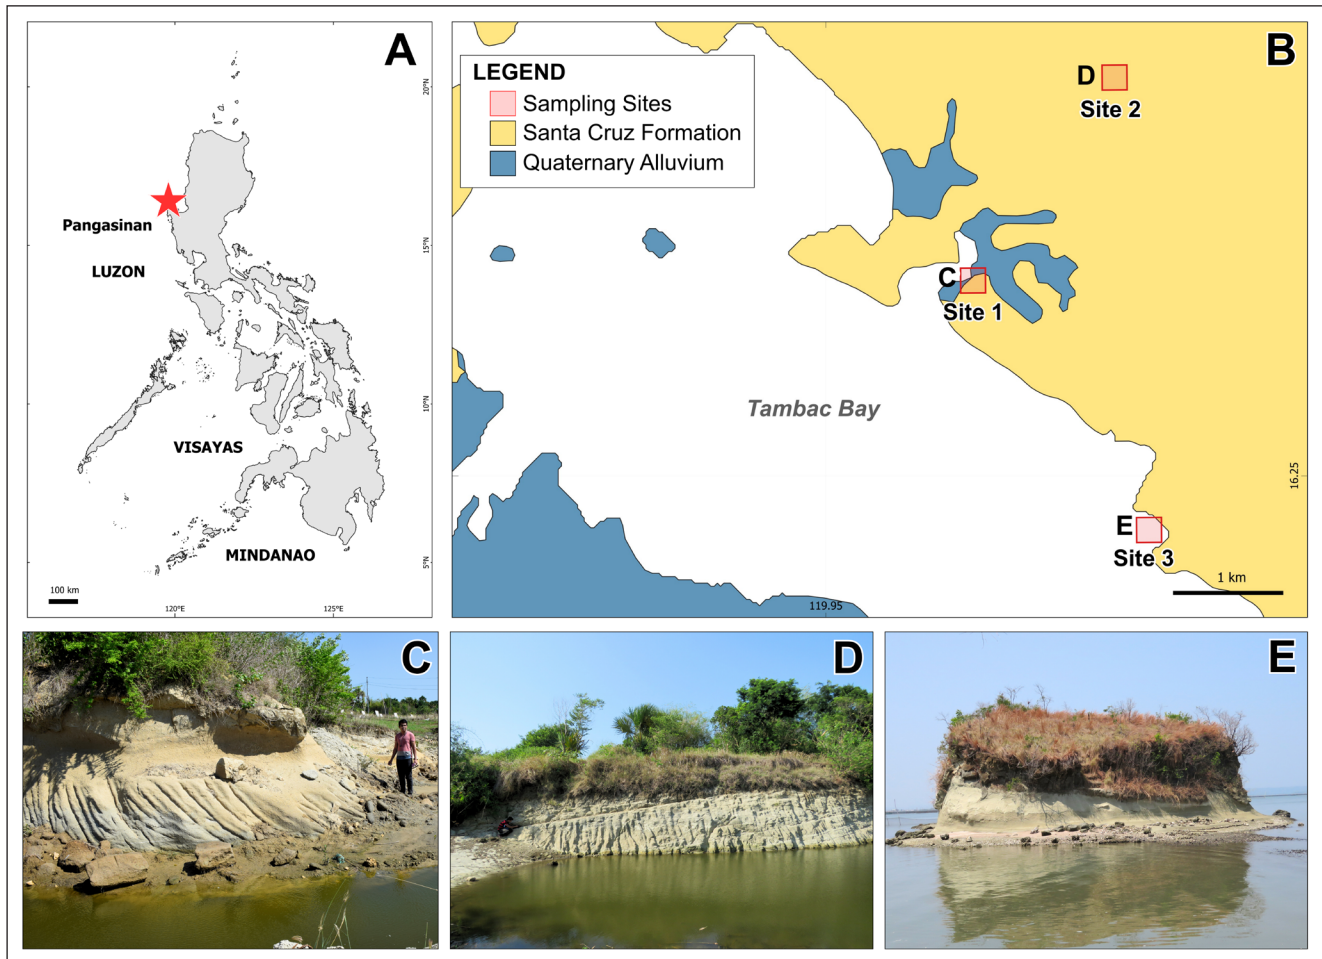 A
20°N
Pangasinan
LUZON
15°N
10°N
VISAYAS
MINDANAO
5°N
100 km
120°E
125°E
B
LEGEND
Sampling Sites
Santa Cruz Formation
Quaternary Alluvium
D
Site 2
C
Site 1
Tambac Bay
16.25
E
Site 3
1 km
119.95
C
D
E